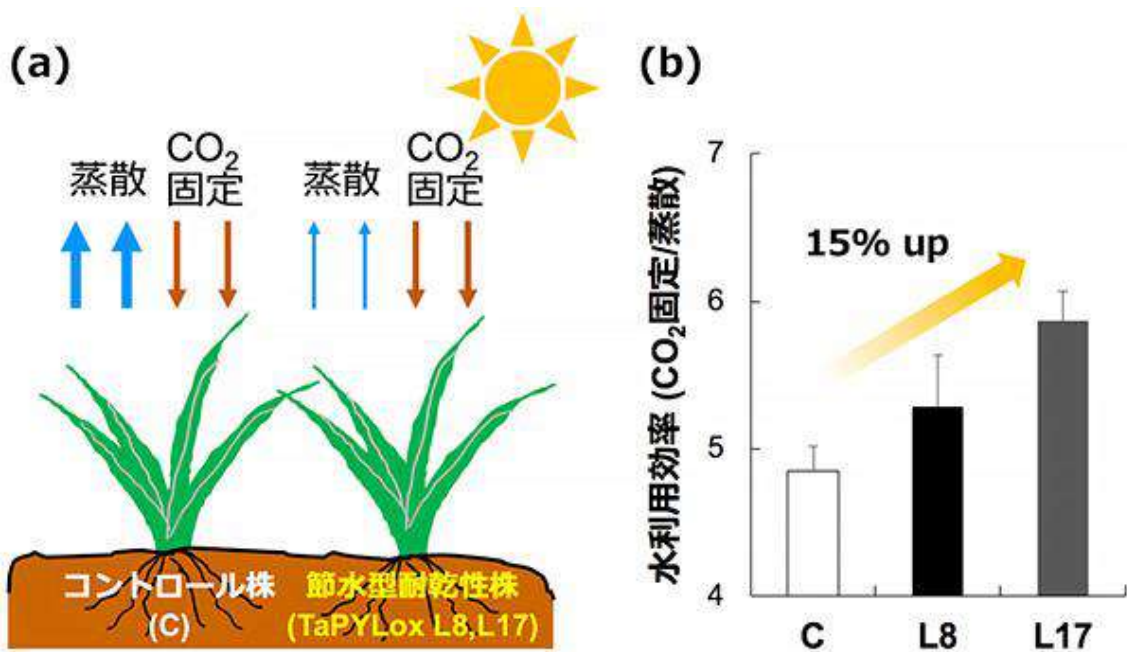 (a)
蒸散
CO₂
固定
蒸散
CO₂
固定
コントロール株
(C)
節水型耐乾性株
(TaPYLox L8,L17)
(b)
水利用効率 (CO₂固定/蒸散)
7
6
5
4
15% up
C
L8
L17